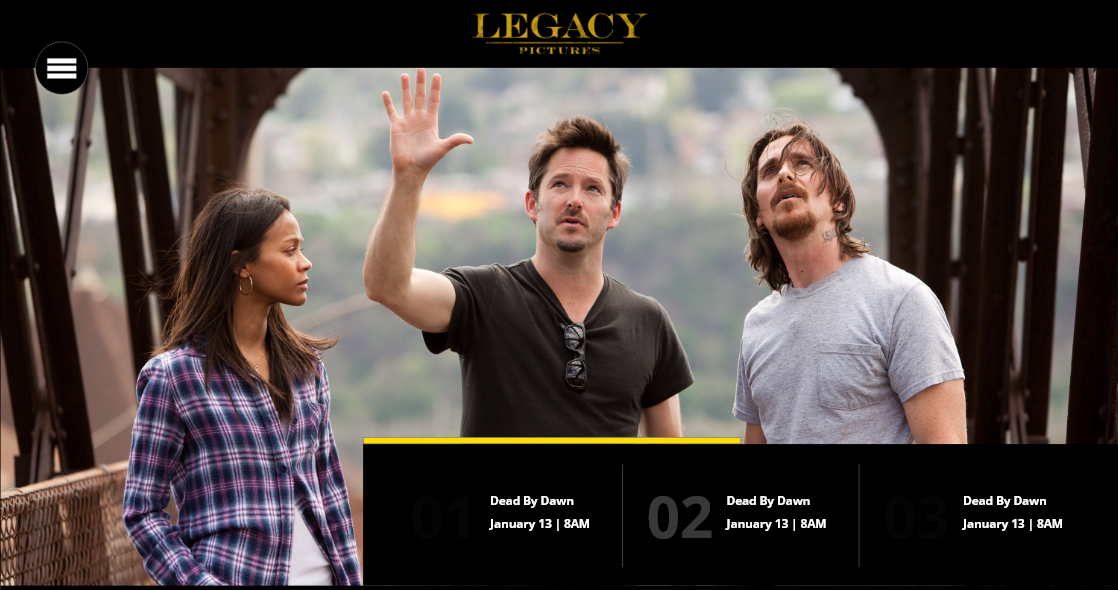 LEGACY
PICTURES
01
Dead By Dawn
January 13 | 8AM
02
Dead By Dawn
January 13 | 8AM
03
Dead By Dawn
January 13 | 8AM